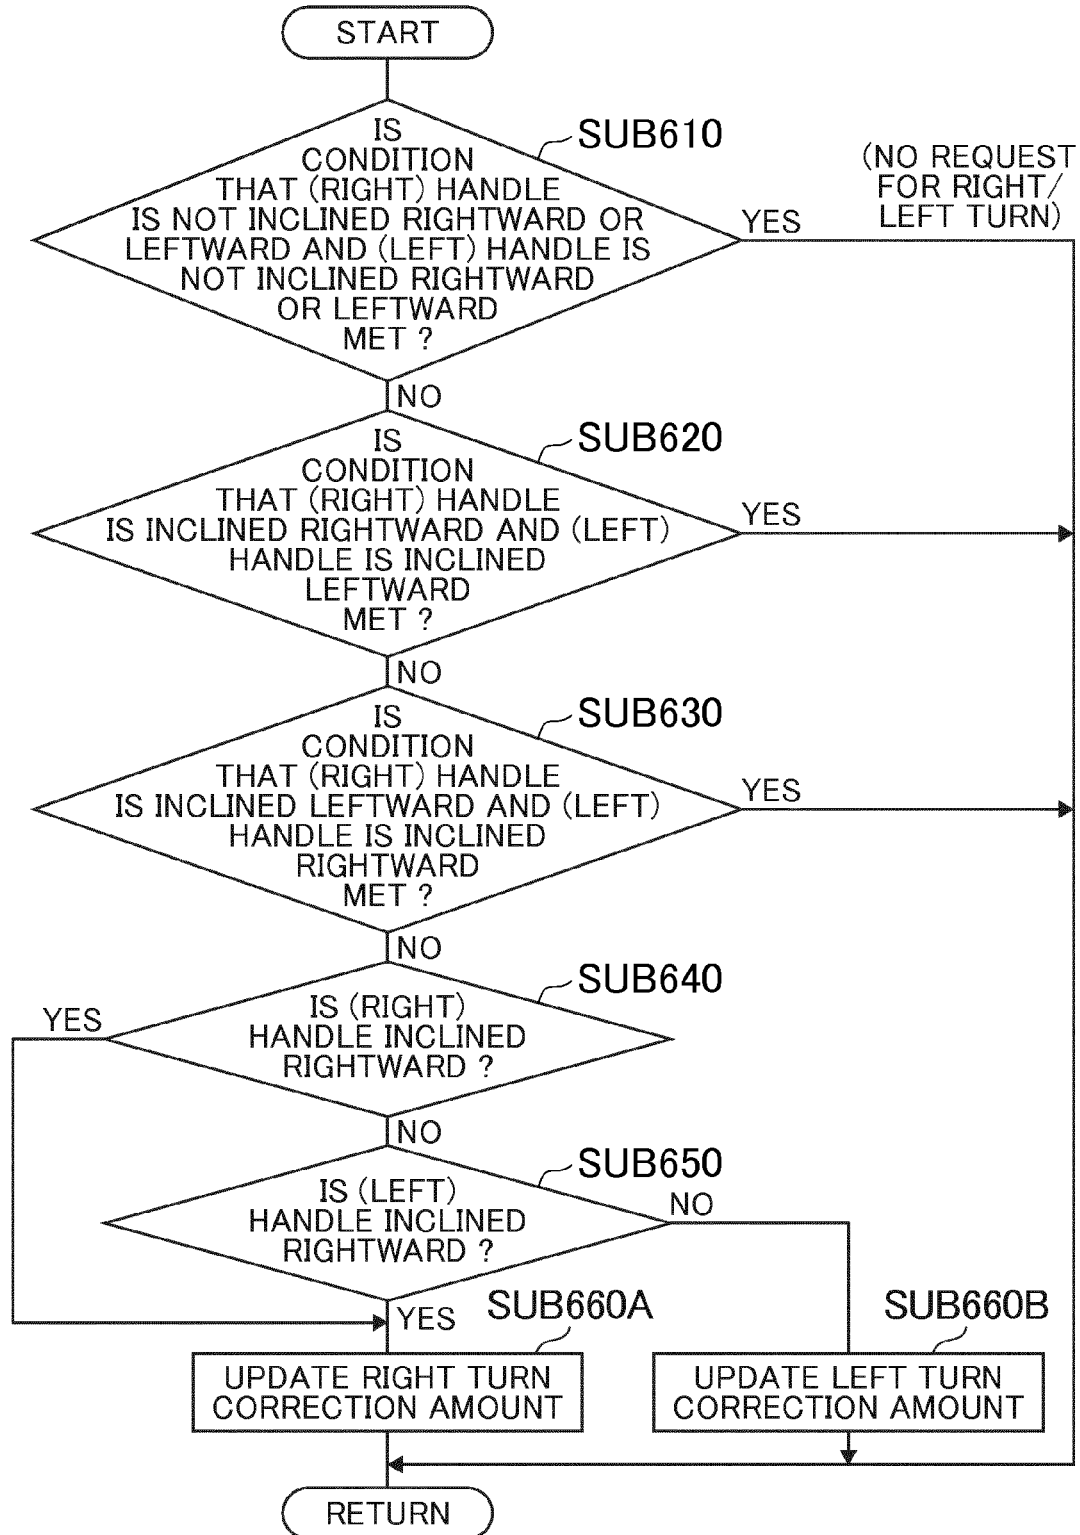 START
SUB610
IS
CONDITION
THAT (RIGHT) HANDLE
IS NOT INCLINED RIGHTWARD OR
LEFTWARD AND (LEFT) HANDLE IS
NOT INCLINED RIGHTWARD
OR LEFTWARD
MET ?
YES
(NO REQUEST
FOR RIGHT/
LEFT TURN)
NO
SUB620
IS
CONDITION
THAT (RIGHT) HANDLE
IS INCLINED RIGHTWARD AND (LEFT)
HANDLE IS INCLINED
LEFTWARD
MET ?
YES
NO
SUB630
IS
CONDITION
THAT (RIGHT) HANDLE
IS INCLINED LEFTWARD AND (LEFT)
HANDLE IS INCLINED
RIGHTWARD
MET ?
YES
NO
SUB640
IS (RIGHT)
HANDLE INCLINED
RIGHTWARD ?
YES
NO
SUB650
IS (LEFT)
HANDLE INCLINED
RIGHTWARD ?
NO
YES
SUB660A
UPDATE RIGHT TURN
CORRECTION AMOUNT
SUB660B
UPDATE LEFT TURN
CORRECTION AMOUNT
RETURN